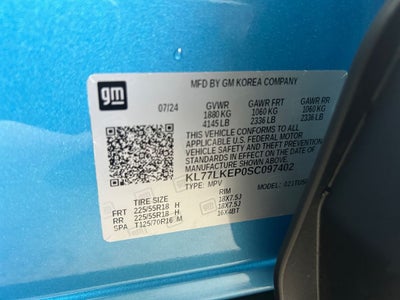 gm
MFD BY GM KOREA COMPANY
07/24 GVWR GAWR FRT GAWR RR
1880 KG 1060 KG 1060 KG
4145 LB 2336 LB 2336 LB
THIS VEHICLE CONFORMS TO ALL
APPLICABLE U.S. FEDERAL MOTOR
VEHICLE SAFETY AND
STANDARDS IN EFFECT ON THE DATE OF
MANUFACTURE SHOWN ABOVE.
KL77LKEP0SC097402
TYPE: MPV MODEL:
TIRE SIZE RIM
FRT 225/55R18 H 18X7.5J
RR 225/55R18 H 18X7.5J
SPA T125/70R16 M 16X4BT